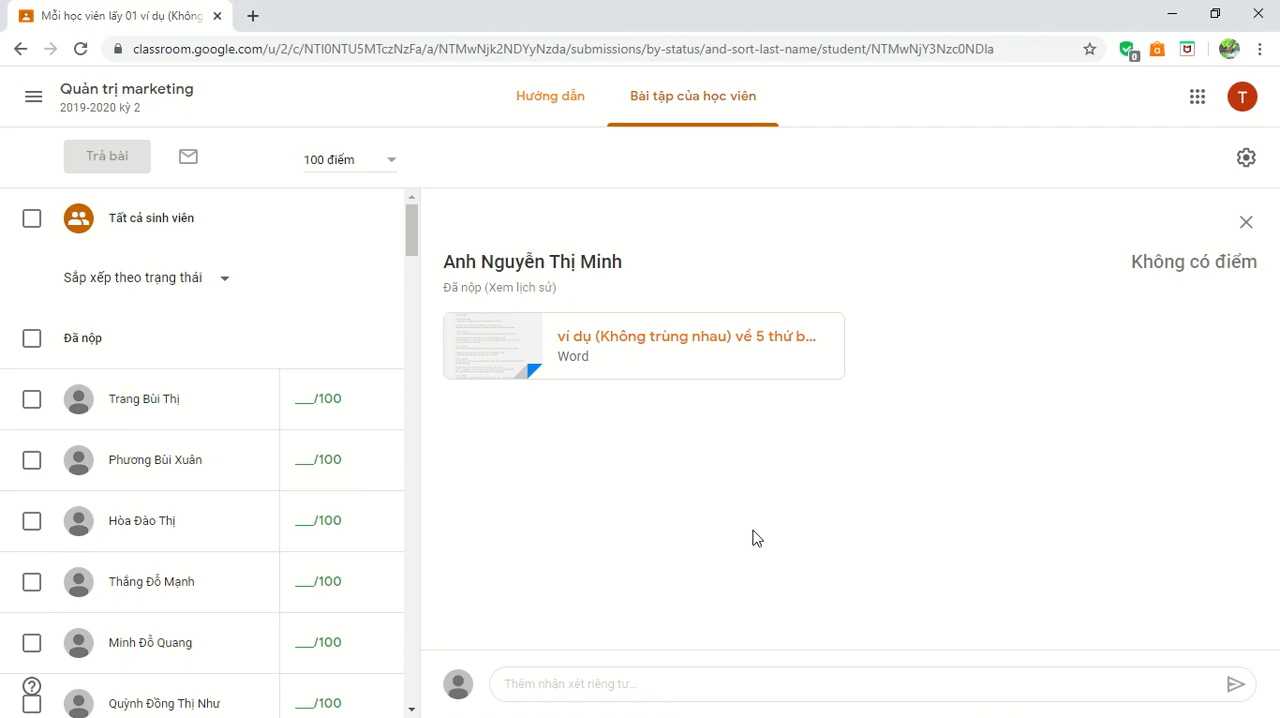 Mỗi học viên lấy 01 ví dụ (Không
classroom.google.com/u/2/c/NTI0NTU5MTczNzFa/a/NTMwNjk2NDYyNzda/submissions/by-status/and-sort-last-name/student/NTMwNjY3Nzc0NDla
0
Quản trị marketing
2019-2020 kỳ 2
Hướng dẫn
Bài tập của học viên
T
Trả bài
100 điểm
Tất cả sinh viên
Sắp xếp theo trạng thái
Đã nộp
Trang Bùi Thị
___/100
Phương Bùi Xuân
___/100
Hòa Đào Thị
___/100
Thắng Đỗ Mạnh
___/100
Minh Đỗ Quang
___/100
Quỳnh Đồng Thị Như
___/100
Anh Nguyễn Thị Minh
Không có điểm
Đã nộp (Xem lịch sử)
ví dụ (Không trùng nhau) về 5 thứ b...
Word
Thêm nhận xét riêng tư...